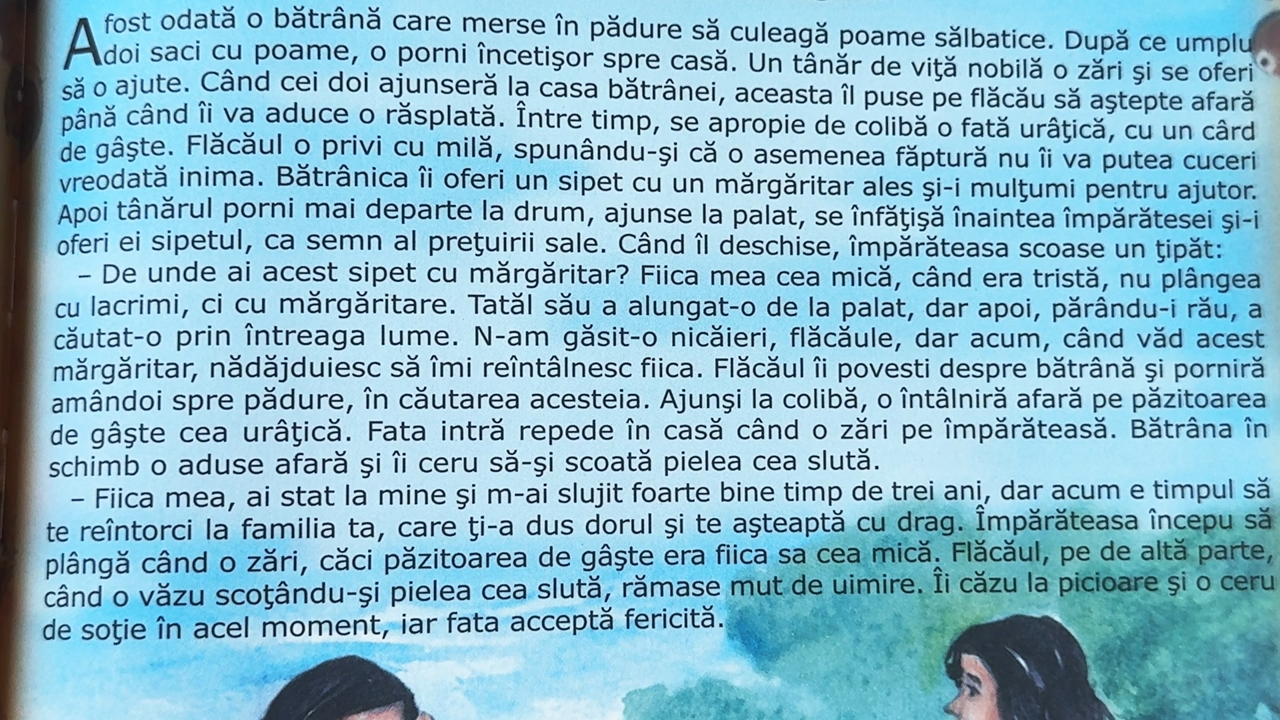 A fost odată o bătrână care merse în pădure să culeagă poame sălbatice. După ce umplu
doi saci cu poame, o porni încetişor spre casă. Un tânăr de viţă nobilă o zări şi se oferi
să o ajute. Când cei doi ajunseră la casa bătrânei, aceasta îl puse pe flăcău să aştepte afară
până când îi va aduce o răsplată. Între timp, se apropie de colibă o fată urâţică, cu un cârd
de gâşte. Flăcăul o privi cu milă, spunându-şi că o asemenea făptură nu îi va putea cuceri
vreodată inima. Bătrânica îi oferi un sipet cu un mărgăritar ales şi-i mulţumi pentru ajutor.
Apoi tânărul porni mai departe la drum, ajunse la palat, se înfăţişă înaintea împărătesei şi-i
oferi ei sipetul, ca semn al preţuirii sale. Când îl deschise, împărăteasa scoase un ţipăt:
– De unde ai acest sipet cu mărgăritar? Fiica mea cea mică, când era tristă, nu plângea
cu lacrimi, ci cu mărgăritare. Tatăl său a alungat-o de la palat, dar apoi, părându-i rău, a
căutat-o prin întreaga lume. N-am găsit-o nicăieri, flăcăule, dar acum, când văd acest
mărgăritar, nădăjduiesc să îmi reîntâlnesc fiica. Flăcăul îi povesti despre bătrână şi porniră
amândoi spre pădure, în căutarea acesteia. Ajunşi la colibă, o întâlniră afară pe păzitoarea
de gâşte cea urâţică. Fata intră repede în casă când o zări pe împărăteasă. Bătrâna în
schimb o aduse afară şi îi ceru să-şi scoată pielea cea slută.
– Fiica mea, ai stat la mine şi m-ai slujit foarte bine timp de trei ani, dar acum e timpul să
te reîntorci la familia ta, care ţi-a dus dorul şi te aşteaptă cu drag. Împărăteasa începu să
plângă când o zări, căci păzitoarea de gâşte era fiica sa cea mică. Flăcăul, pe de altă parte,
când o văzu scoţându-şi pielea cea slută, rămase mut de uimire. Îi căzu la picioare şi o ceru
de soţie în acel moment, iar fata acceptă fericită.